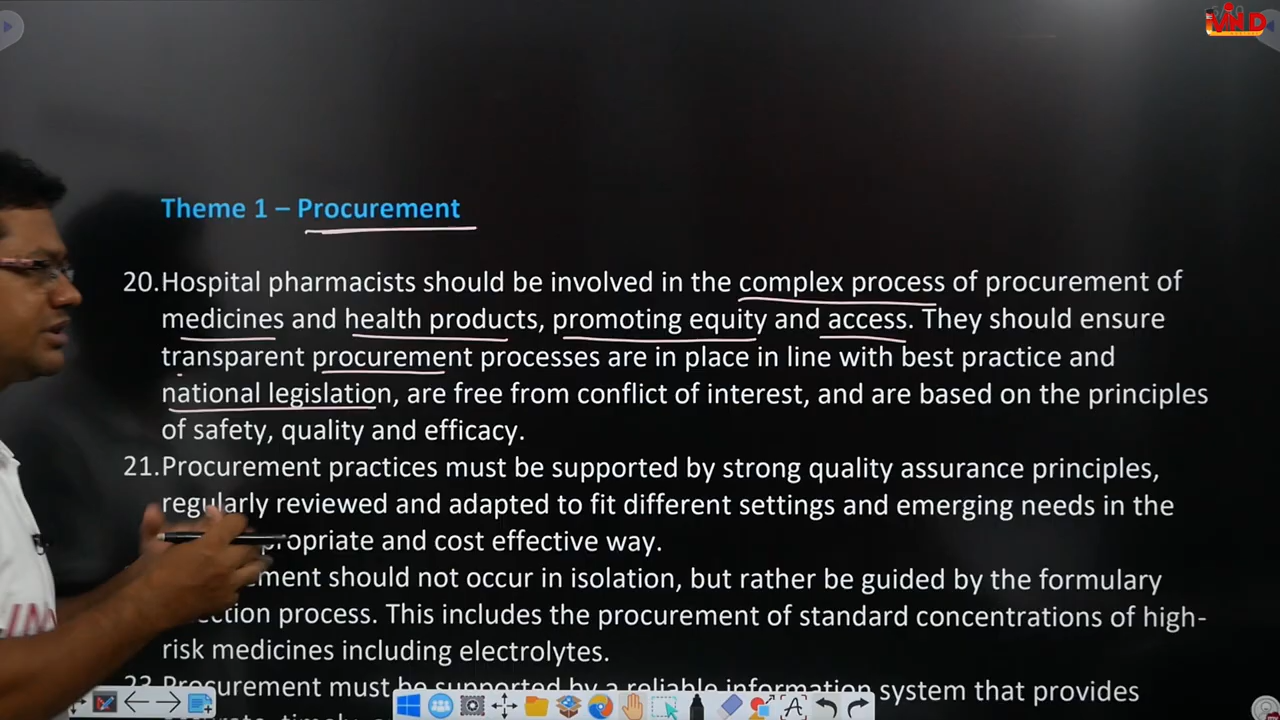 Theme 1 – Procurement
20.Hospital pharmacists should be involved in the complex process of procurement of
medicines and health products, promoting equity and access. They should ensure
transparent procurement processes are in place in line with best practice and
national legislation, are free from conflict of interest, and are based on the principles
of safety, quality and efficacy.
21.Procurement practices must be supported by strong quality assurance principles,
regularly reviewed and adapted to fit different settings and emerging needs in the
and cost effective way.
should not occur in isolation, but rather be guided by the formulary
process. This includes the procurement of standard concentrations of high-
risk medicines including electrolytes.
Procurement must be supported by a reliable information system that provides